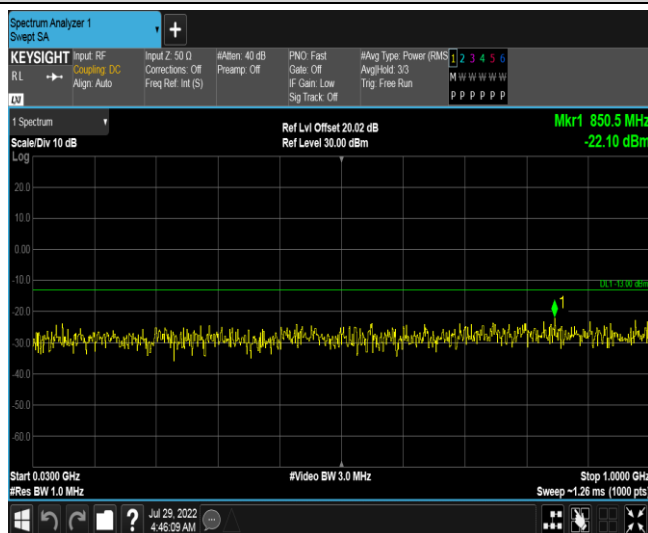 Spectrum Analyzer 1
Swept SA
+
KEYSIGHT
RL
LXI
Input: RF
Coupling: DC
Align: Auto
Input Z: 50 Ω
Corrections: Off
Freq Ref: Int (S)
#Atten: 40 dB
Preamp: Off
PNO: Fast
Gate: Off
IF Gain: Low
Sig Track: Off
#Avg Type: Power (RMS
Avg|Hold: 3/3
Trig: Free Run
1 2 3 4 5 6
M W W W W W
P P P P P P
1 Spectrum
Scale/Div 10 dB
Log
Ref Lvl Offset 20.02 dB
Ref Level 30.00 dBm
Mkr1 850.5 MHz
-22.10 dBm
20.0
10.0
0.00
-10.0
DL1 -13.00 dBm
-20.0
1
-30.0
-40.0
-50.0
-60.0
Start 0.0300 GHz
#Res BW 1.0 MHz
#Video BW 3.0 MHz
Stop 1.0000 GHz
Sweep ~1.26 ms (1000 pts)
?
Jul 29, 2022
4:46:09 AM